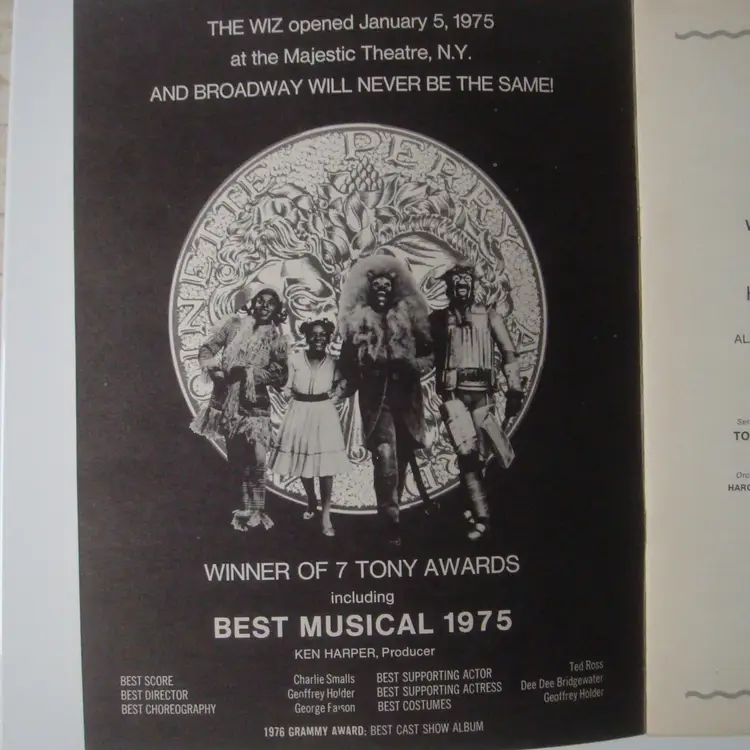 THE WIZ opened January 5, 1975
at the Majestic Theatre, N.Y.
AND BROADWAY WILL NEVER BE THE SAME!
PERRY
WINNER OF 7 TONY AWARDS
including
BEST MUSICAL 1975
KEN HARPER, Producer
BEST SCORE Charlie Smalls
BEST DIRECTOR Geoffrey Holder
BEST CHOREOGRAPHY George Faison
BEST SUPPORTING ACTOR Ted Ross
BEST SUPPORTING ACTRESS Dee Dee Bridgewater
BEST COSTUMES Geoffrey Holder
1976 GRAMMY AWARD: BEST CAST SHOW ALBUM